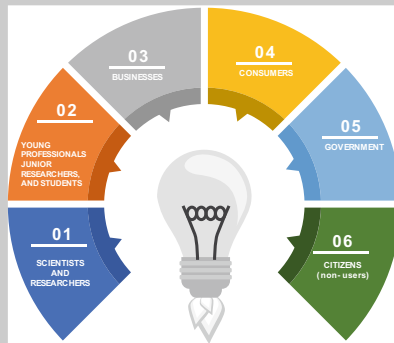 01
SCIENTISTS
AND
RESEARCHERS
02
YOUNG
PROFESSIONALS
JUNIOR
RESEARCHERS,
AND STUDENTS
03
BUSINESSES
04
CONSUMERS
05
GOVERNMENT
06
CITIZENS
(non- users)